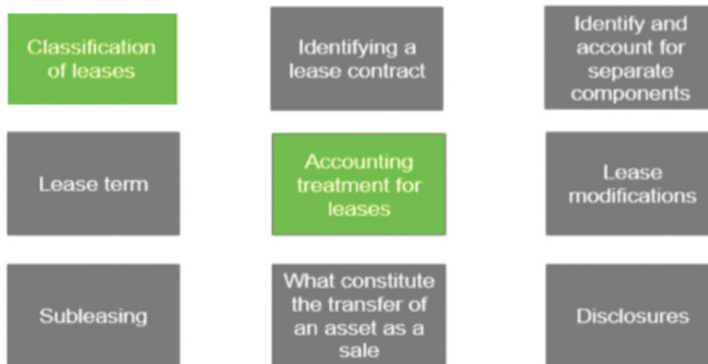 Classification
of leases
Identifying a
lease contract
Identify and
account for
separate
components
Lease term
Accounting
treatment for
leases
Lease
modifications
Subleasing
What constitute
the transfer of
an asset as a
sale
Disclosures